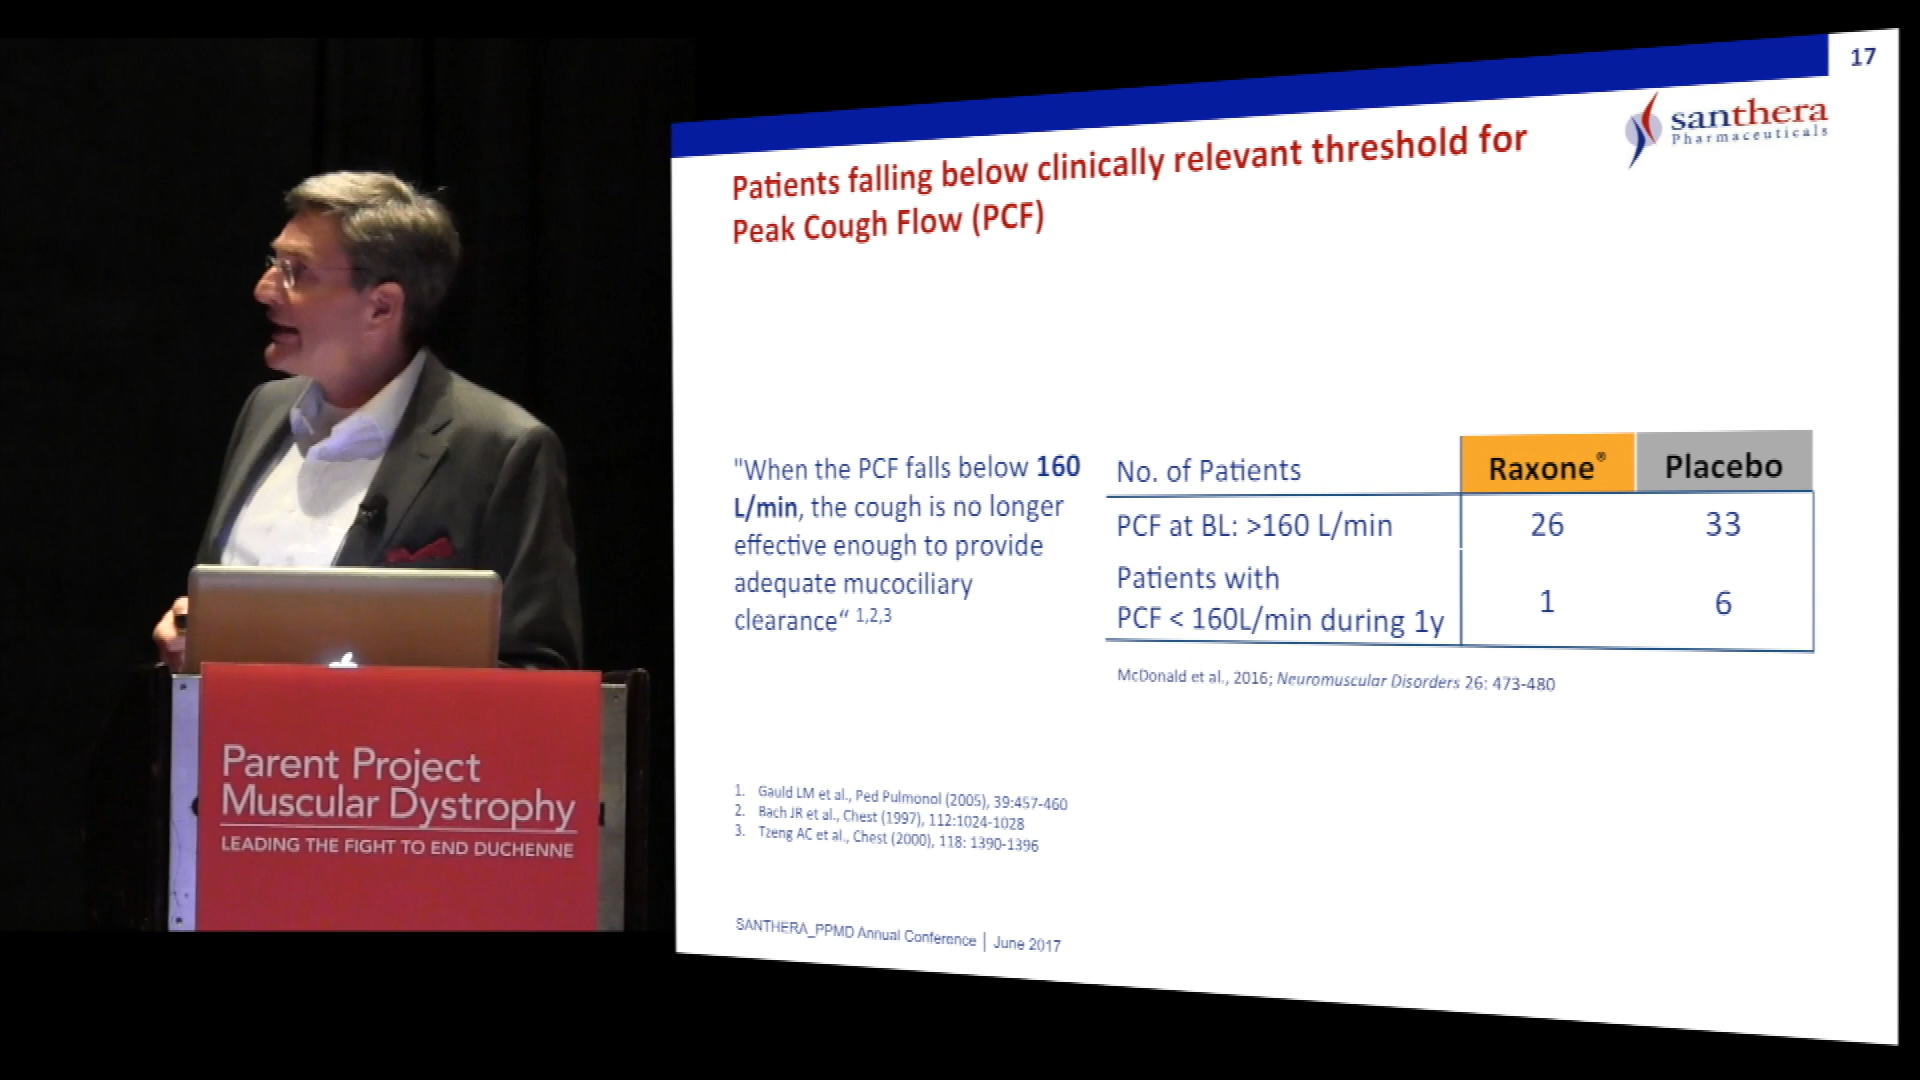 17
santhera
Pharmaceuticals
Patients falling below clinically relevant threshold for
Peak Cough Flow (PCF)
"When the PCF falls below 160
L/min, the cough is no longer
effective enough to provide
adequate mucociliary
clearance“ 1,2,3
No. of Patients Raxone® Placebo
PCF at BL: >160 L/min 26 33
Patients with
PCF < 160L/min during 1y 1 6
McDonald et al., 2016; Neuromuscular Disorders 26: 473-480
1. Gauld LM et al., Ped Pulmonol (2005), 39:457-460
2. Bach JR et al., Chest (1997), 112:1024-1028
3. Tzeng AC et al., Chest (2000), 118: 1390-1396
SANTHERA_PPMD Annual Conference | June 2017
Parent Project
Muscular Dystrophy
LEADING THE FIGHT TO END DUCHENNE